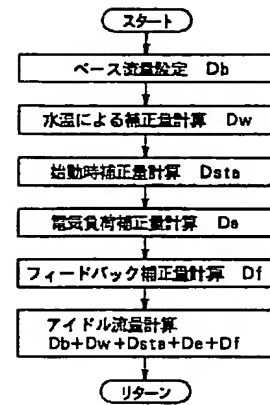 スタート
ベース流量設定 Db
水温による補正量計算 Dw
始動時補正量計算 Dsta
電気負荷補正量計算 De
フィードバック補正量計算 Df
アイドル流量計算
Db+Dw+Dsta+De+Df
リターン